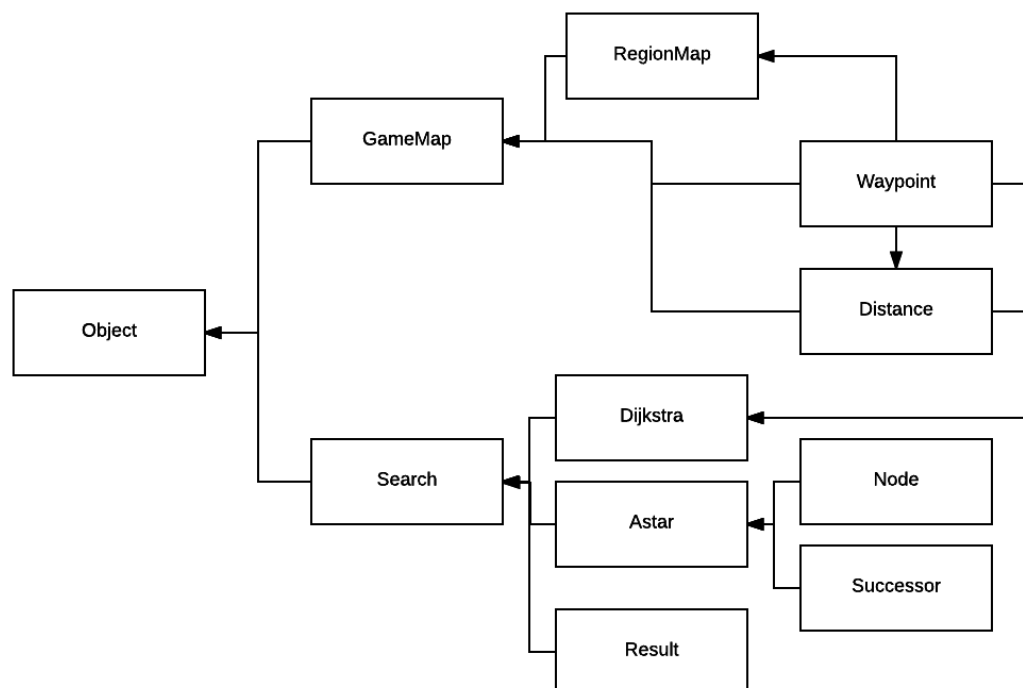 RegionMap
GameMap
Waypoint
Object
Distance
Dijkstra
Search
Node
Astar
Successor
Result